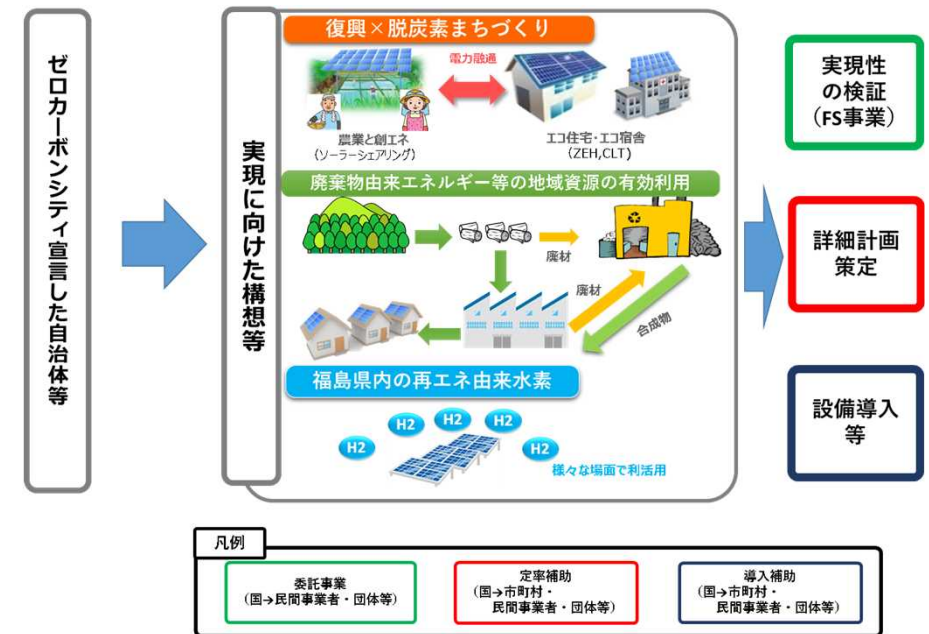 ゼロカーボンシティ宣言した自治体等
実現に向けた構想等
復興×脱炭素まちづくり
電力融通
農業と創エネ
(ソーラーシェアリング)
エコ住宅・エコ宿舎
(ZEH,CLT)
廃棄物由来エネルギー等の地域資源の有効利用
廃材
廃材
合成物
福島県内の再エネ由来水素
H2
H2
H2
H2
H2
様々な場面で利活用
実現性
の検証
(FS事業)
詳細計画
策定
設備導入
等
凡例
委託事業
(国→民間事業者・団体等)
定率補助
(国→市町村・
民間事業者・団体等)
導入補助
(国→市町村・
民間事業者・団体等)